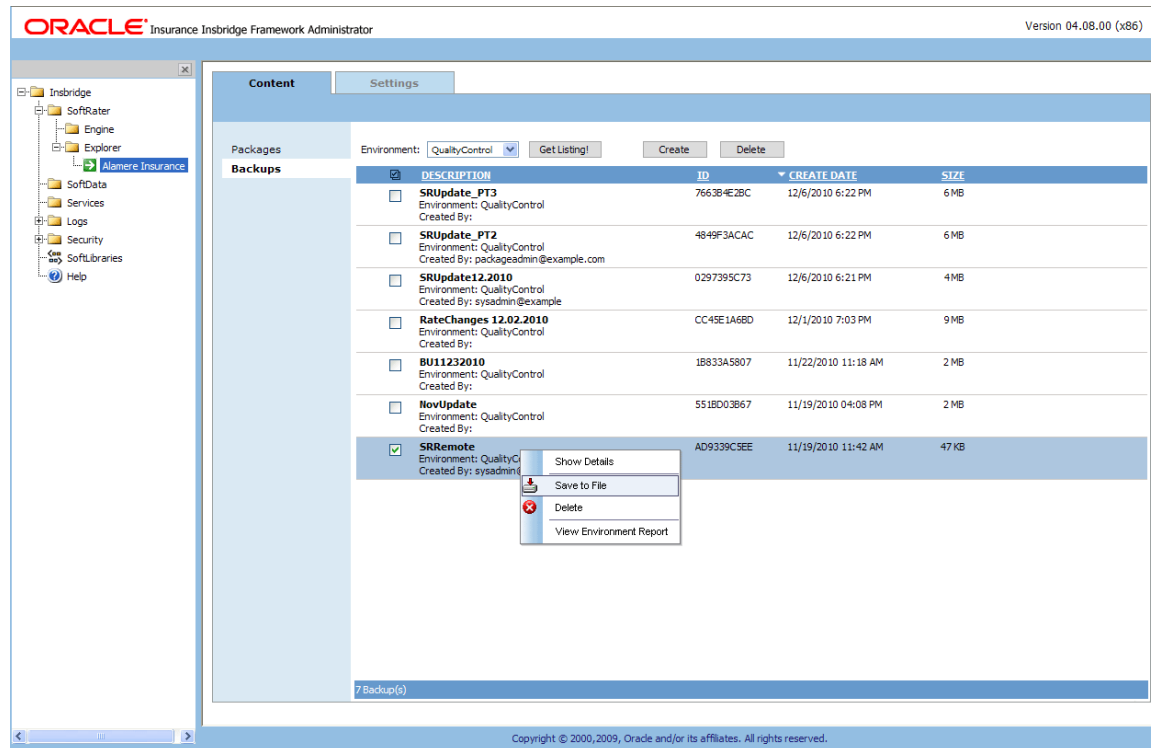 ORACLE Insurance Insbridge Framework Administrator
Version 04.08.00 (x86)
Insbridge
SoftRater
Engine
Explorer
Alamere Insurance
SoftData
Services
Logs
Security
SoftLibraries
Help
Content
Settings
Packages
Backups
Environment: QualityControl Get Listing! Create Delete
DESCRIPTION ID CREATE DATE SIZE
SRUpdate_PT3 7663B4E2BC 12/6/2010 6:22 PM 6 MB
Environment: QualityControl
Created By:
SRUpdate_PT2 4849F3ACAC 12/6/2010 6:22 PM 6 MB
Environment: QualityControl
Created By: packageadmin@example.com
SRUpdate12.2010 0297395C73 12/6/2010 6:21 PM 4 MB
Environment: QualityControl
Created By: sysadmin@example
RateChanges 12.02.2010 CC45E1A6BD 12/1/2010 7:03 PM 9 MB
Environment: QualityControl
Created By:
BU11232010 1B833A5807 11/22/2010 11:18 AM 2 MB
Environment: QualityControl
Created By:
NovUpdate 551BD03B67 11/19/2010 04:08 PM 2 MB
Environment: QualityControl
Created By:
SRRemote AD9339C5EE 11/19/2010 11:42 AM 47 KB
Environment: QualityC
Created By: sysadmin@
Show Details
Save to File
Delete
View Environment Report
7 Backup(s)
Copyright © 2000,2009, Oracle and/or its affiliates. All rights reserved.